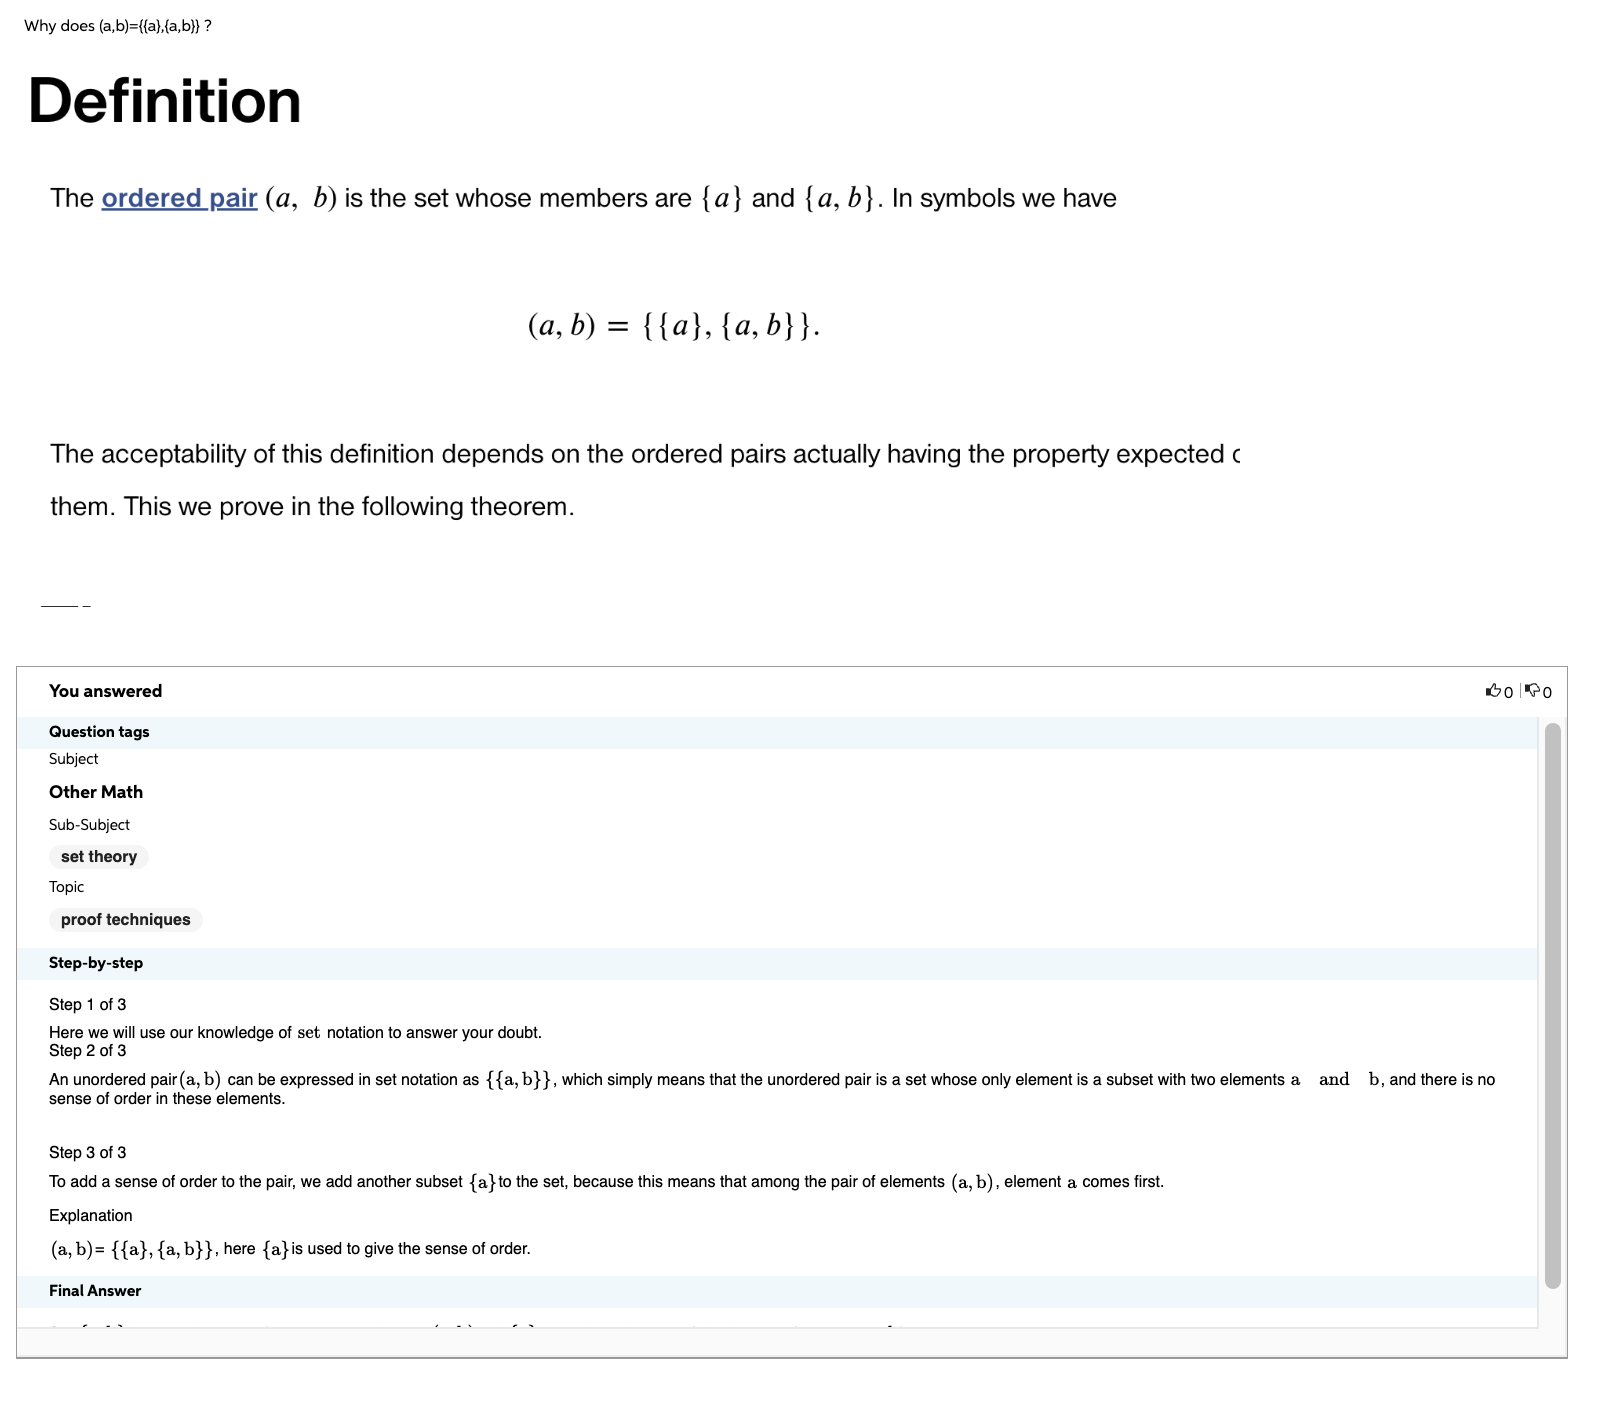 Why does (a,b)={{a},{a,b}} ?
Definition
The ordered pair (a, b) is the set whose members are {a} and {a, b}. In symbols we have
(a, b) = {{a}, {a, b}}.
The acceptability of this definition depends on the ordered pairs actually having the property expected
them. This we prove in the following theorem.
You answered
0 | 0
Question tags
Subject
Other Math
Sub-Subject
set theory
Topic
proof techniques
Step-by-step
Step 1 of 3
Here we will use our knowledge of set notation to answer your doubt.
Step 2 of 3
An unordered pair(a, b) can be expressed in set notation as {{a, b}}, which simply means that the unordered pair is a set whose only element is a subset with two elements a and b, and there is no
sense of order in these elements.
Step 3 of 3
To add a sense of order to the pair, we add another subset {a}to the set, because this means that among the pair of elements (a, b), element a comes first.
Explanation
(a, b)= {{a}, {a, b}}, here {a}is used to give the sense of order.
Final Answer